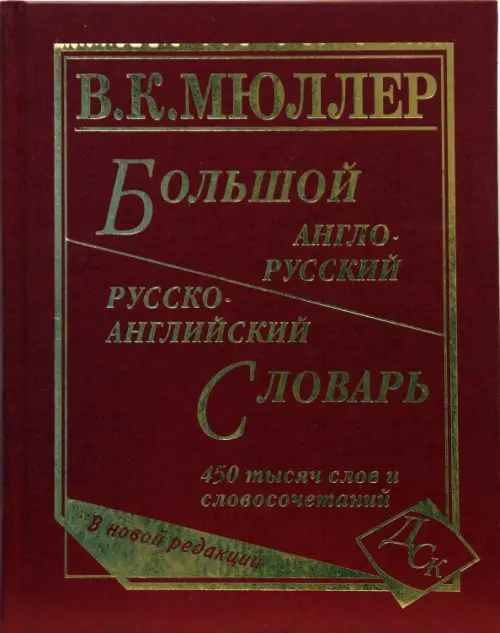 В.К.МЮЛЛЕР
БОЛЬШОЙ
АНГЛО-
РУССКИЙ
РУССКО-
АНГЛИЙСКИЙ
СЛОВАРЬ
450 тысяч слов и
словосочетаний
В новой редакции
ДСК